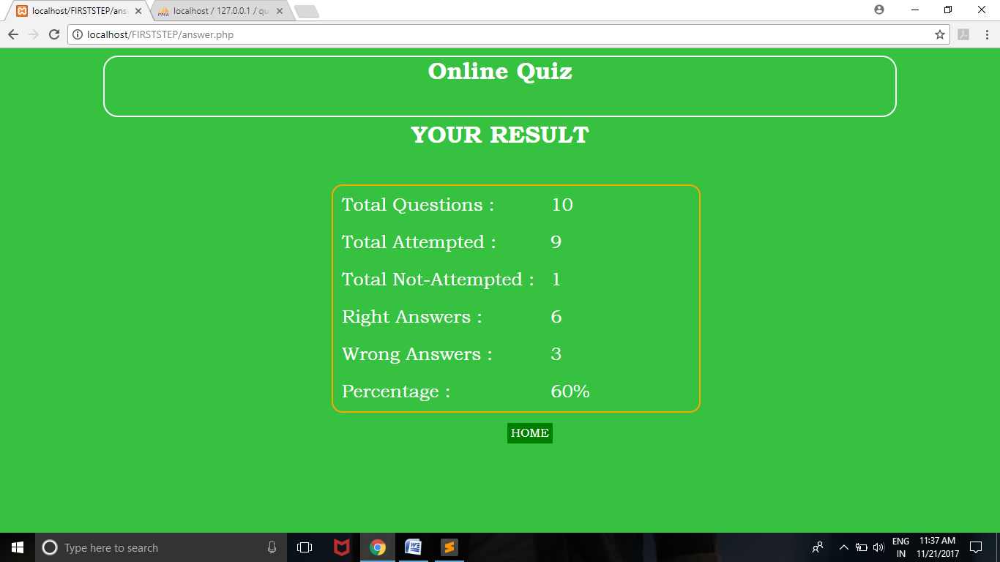 localhost/FIRSTSTEP/ans
localhost / 127.0.0.1 / qu
localhost/FIRSTSTEP/answer.php
Online Quiz
YOUR RESULT
Total Questions : 10
Total Attempted : 9
Total Not-Attempted : 1
Right Answers : 6
Wrong Answers : 3
Percentage : 60%
HOME
Type here to search
ENG
IN
11:37 AM
11/21/2017